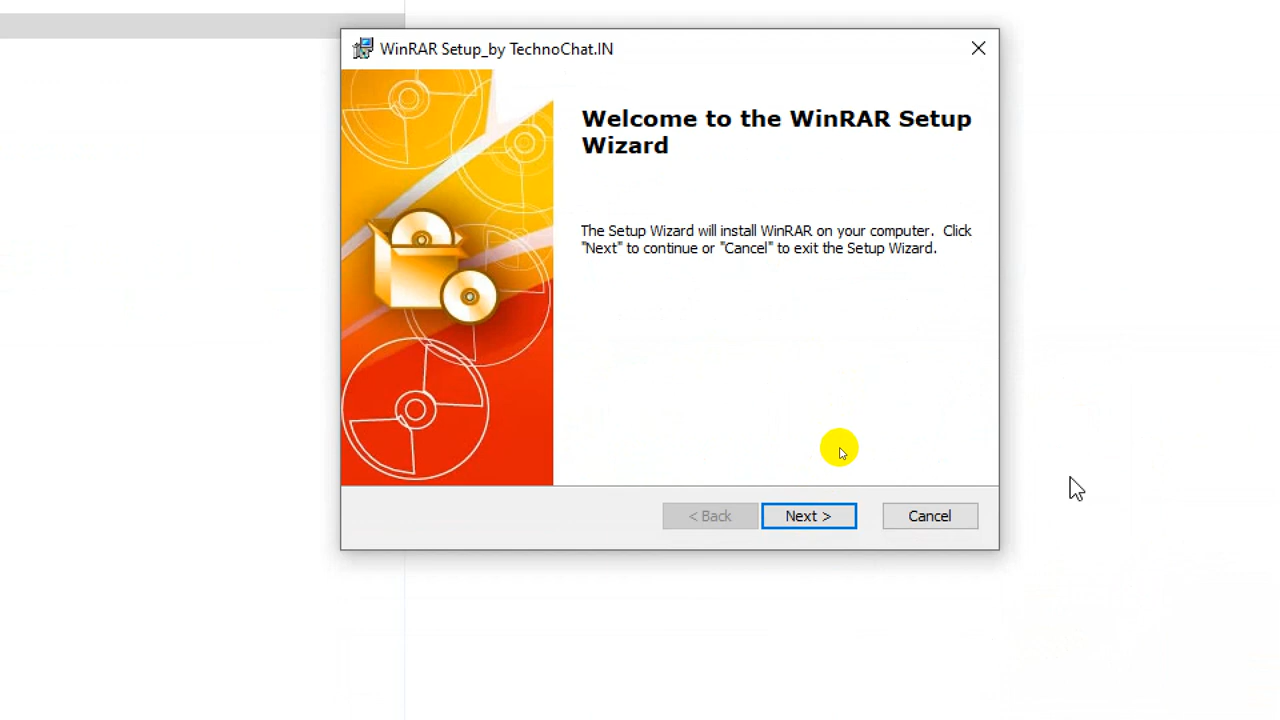 WinRAR Setup_by TechnoChat.IN
Welcome to the WinRAR Setup
Wizard
The Setup Wizard will install WinRAR on your computer. Click
"Next" to continue or "Cancel" to exit the Setup Wizard.
< Back
Next >
Cancel